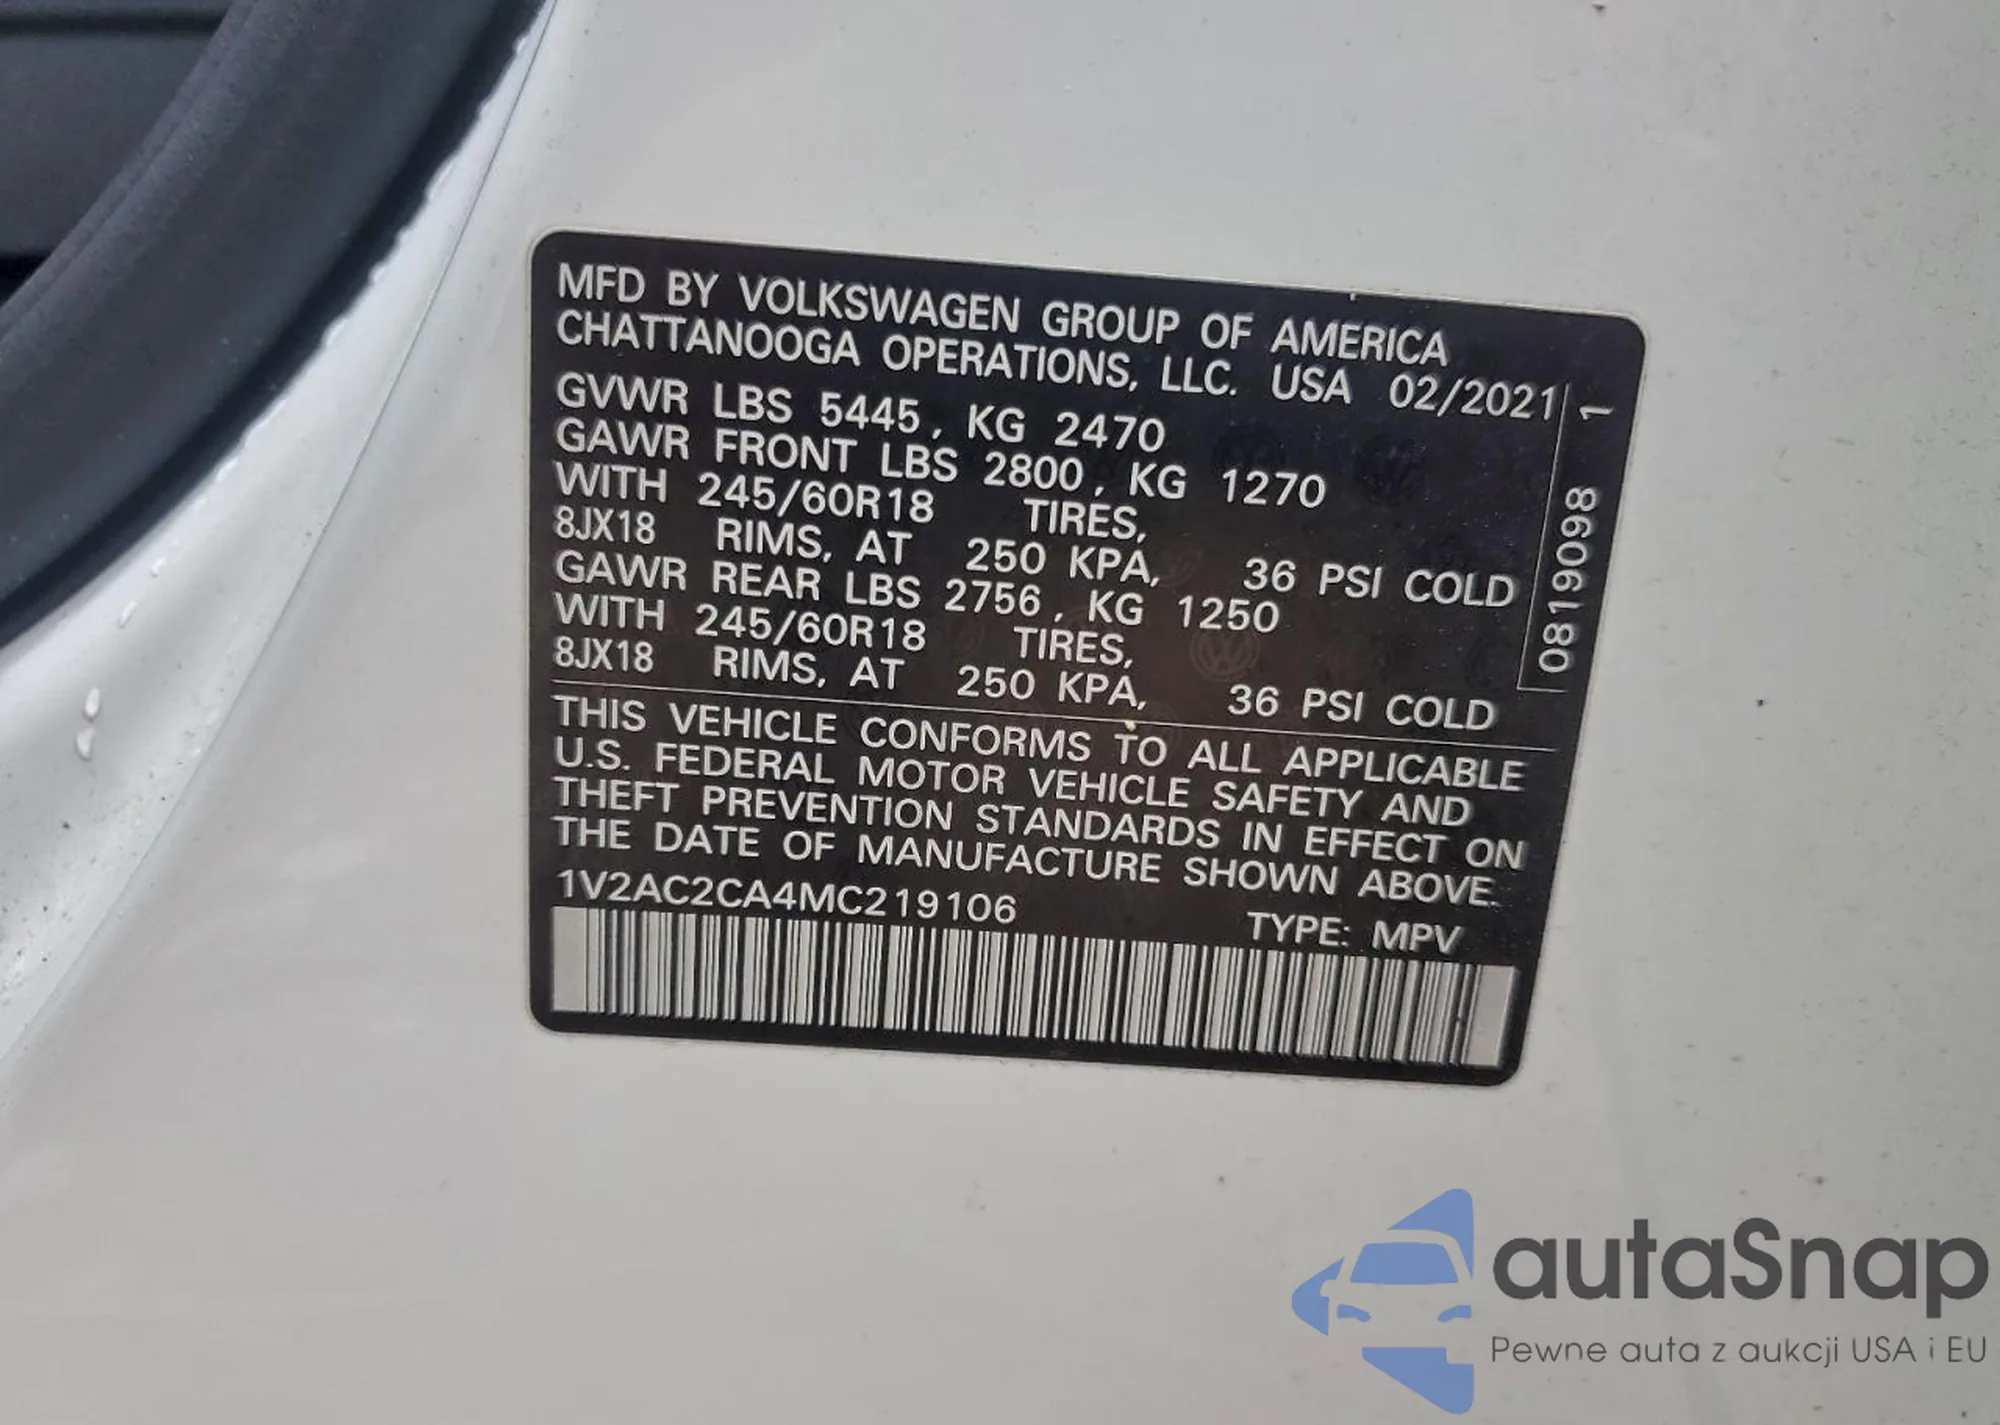 MFD BY VOLKSWAGEN GROUP OF AMERICA
CHATTANOOGA OPERATIONS, LLC. USA 02/2021
GVWR LBS 5445, KG 2470
GAWR FRONT LBS 2800, KG 1270
WITH 245/60R18 TIRES,
8JX18 RIMS, AT 250 KPA, 36 PSI COLD
GAWR REAR LBS 2756, KG 1250
WITH 245/60R18 TIRES,
8JX18 RIMS, AT 250 KPA, 36 PSI COLD
0819098 1
THIS VEHICLE CONFORMS TO ALL APPLICABLE
U.S. FEDERAL MOTOR VEHICLE SAFETY AND
THEFT PREVENTION STANDARDS IN EFFECT ON
THE DATE OF MANUFACTURE SHOWN ABOVE.
1V2AC2CA4MC219106 TYPE: MPV
autaSnap
Pewne auta z aukcji USA i EU